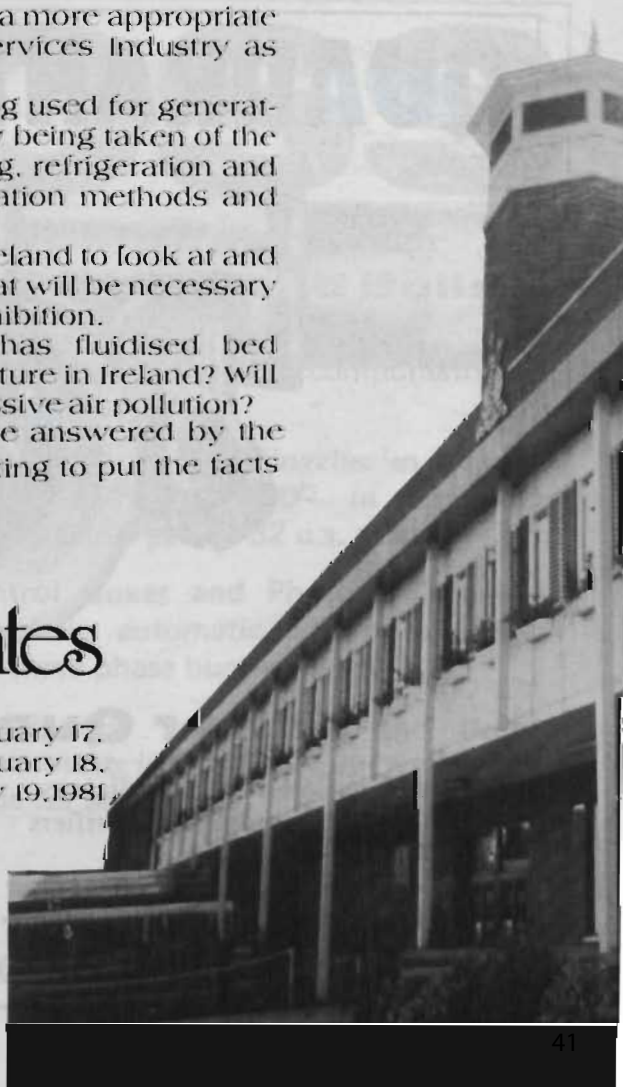 a more appropriate
ervices Industry as
g used for generat-
y being taken of the
g, refrigeration and
ation methods and
eland to look at and
at will be necessary
ibition.
has fluidised bed
ture in Ireland? Will
ssive air pollution?
e answered by the
ting to put the facts
ates
uary 17,
uary 18,
y 19, 1981
41